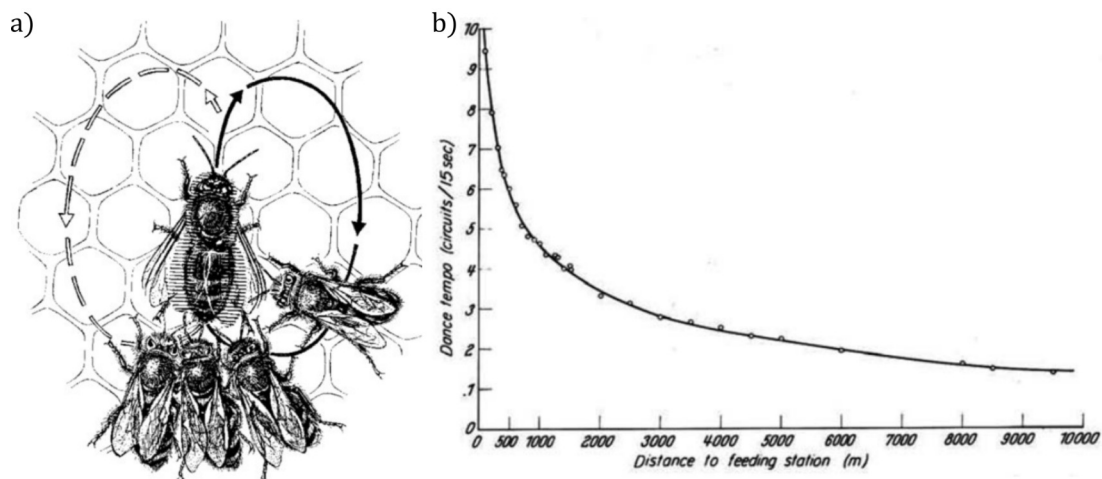 a)
b)
Dance tempo (circuits/15 sec)
10
9
8
7
6
5
.4
.3
.2
.1
0
0 500 1000 2000 3000 4000 5000 6000 7000 8000 9000 10000
Distance to feeding station (m)